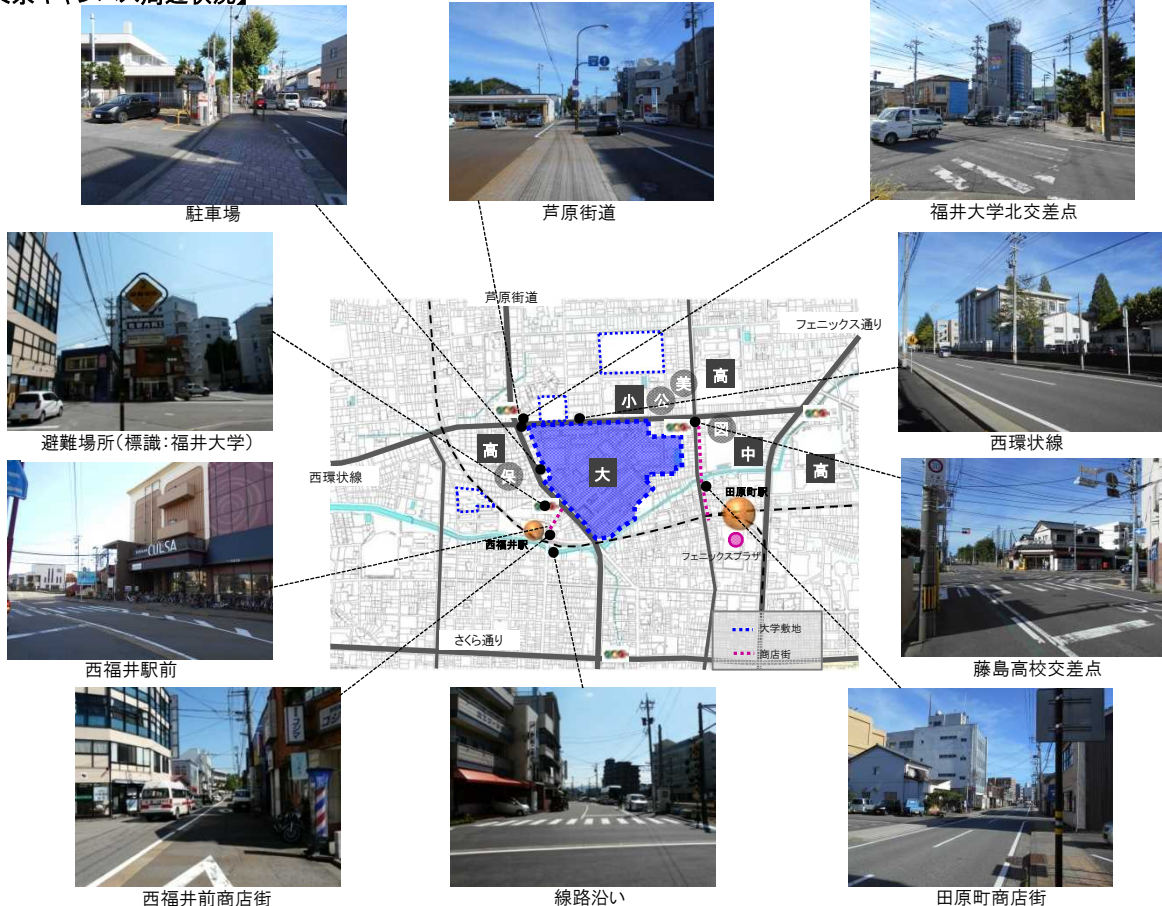 駐車場
芦原街道
福井大学北交差点
避難場所(標識:福井大学)
西環状線
芦原街道
フェニックス通り
高
美
小
公
図
高
保
大
中
高
西環状線
田原町駅
西福井駅
フェニックスプラザ
さくら通り
大学敷地
商店街
CULSA
西福井駅前
藤島高校交差点
西福井前商店街
線路沿い
田原町商店街